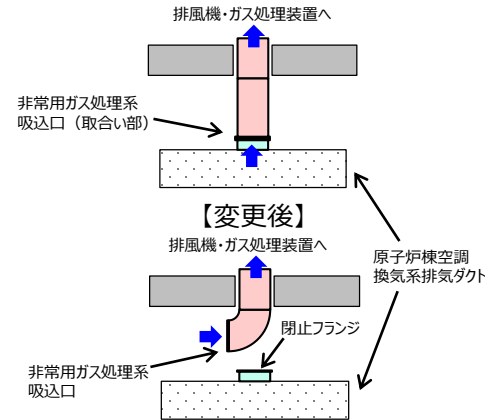 排風機・ガス処理装置へ
非常用ガス処理系
吸込口（取合い部）
【変更後】
排風機・ガス処理装置へ
原子炉棟空調
換気系排気ダクト
閉止フランジ
非常用ガス処理系
吸込口